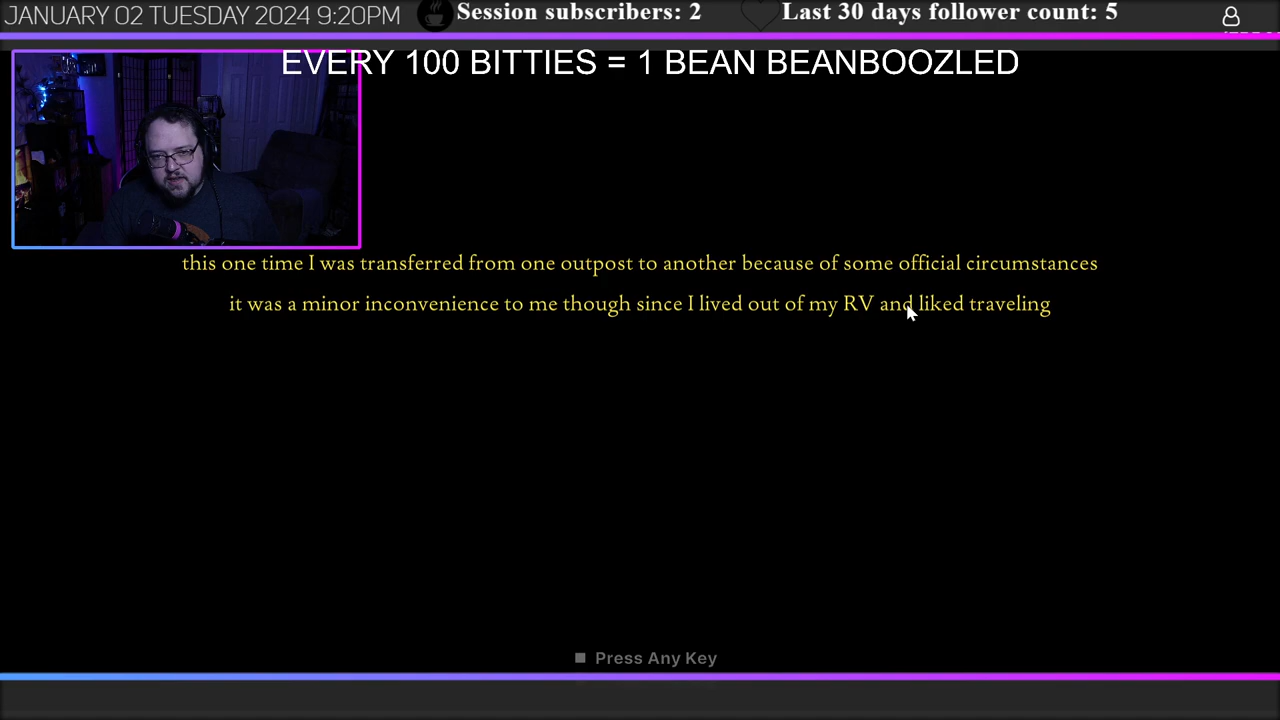 JANUARY 02 TUESDAY 2024 9:20PM
Session subscribers: 2
Last 30 days follower count: 5
EVERY 100 BITTIES = 1 BEAN BEANBOOZLED
this one time I was transferred from one outpost to another because of some official circumstances
it was a minor inconvenience to me though since I lived out of my RV and liked traveling
Press Any Key